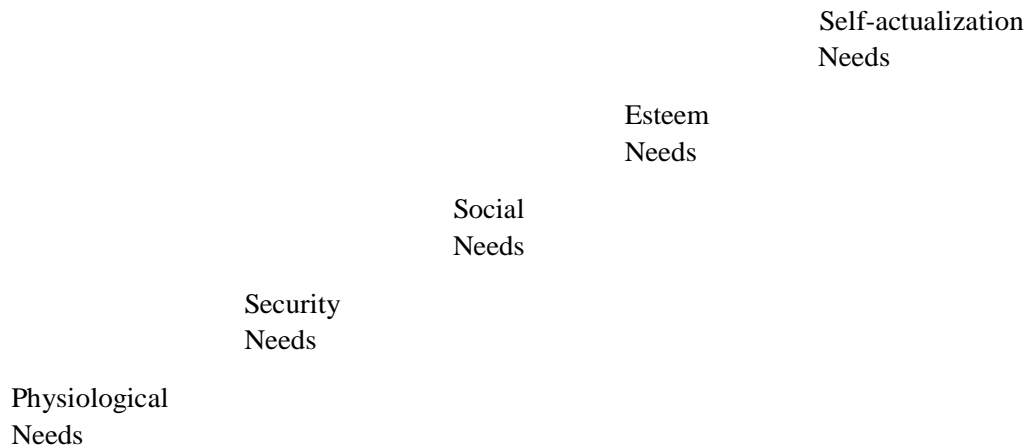 Self-actualization
Needs
Esteem
Needs
Social
Needs
Security
Needs
Physiological
Needs